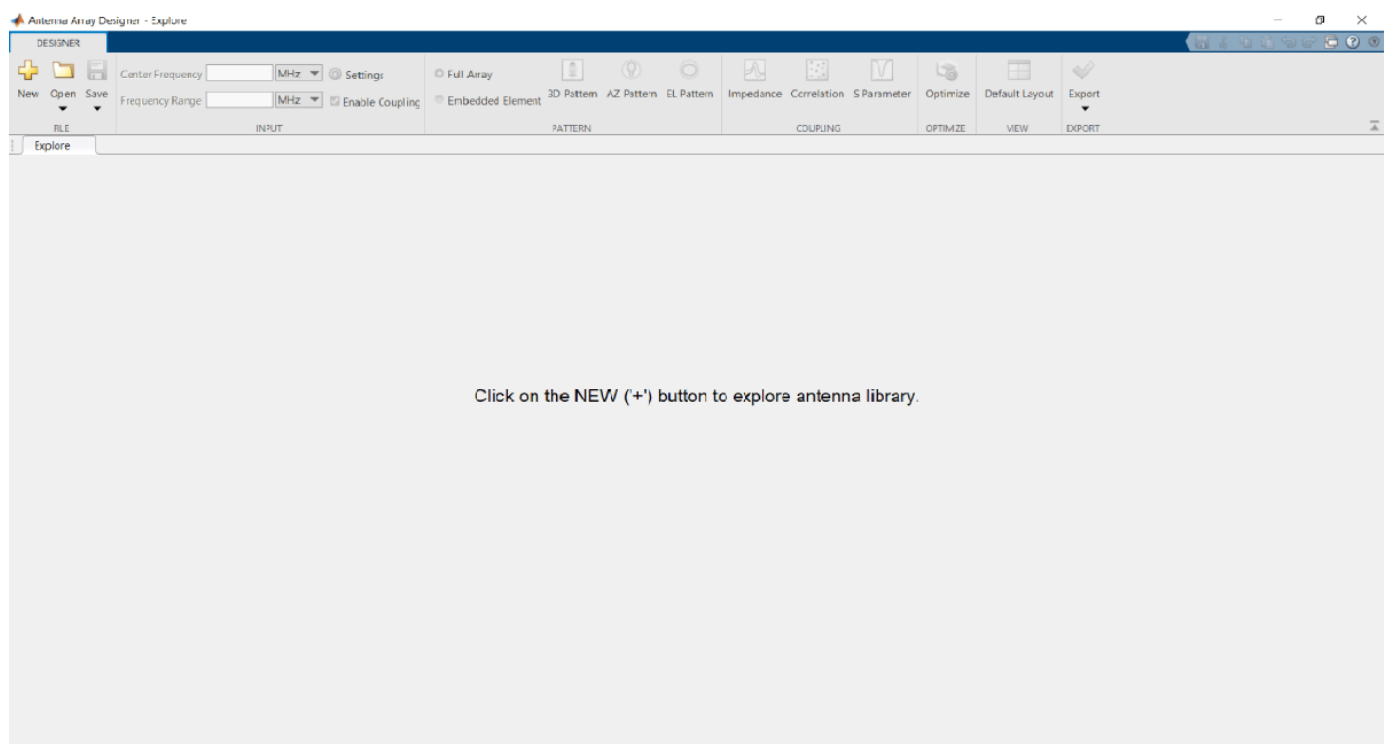 Antenna Array Designer - Explore
DESIGNER
New Open Save
FILE
Center Frequency MHz Settings
Frequency Range MHz Enable Coupling
INPUT
Full Array
Embedded Element
3D Pattern AZ Pattern EL Pattern
PATTERN
Impedance Correlation S Parameter
COUPLING
Optimize
OPTIMIZE
Default Layout
VIEW
Export
EXPORT
Explore
Click on the NEW ('+') button to explore antenna library.